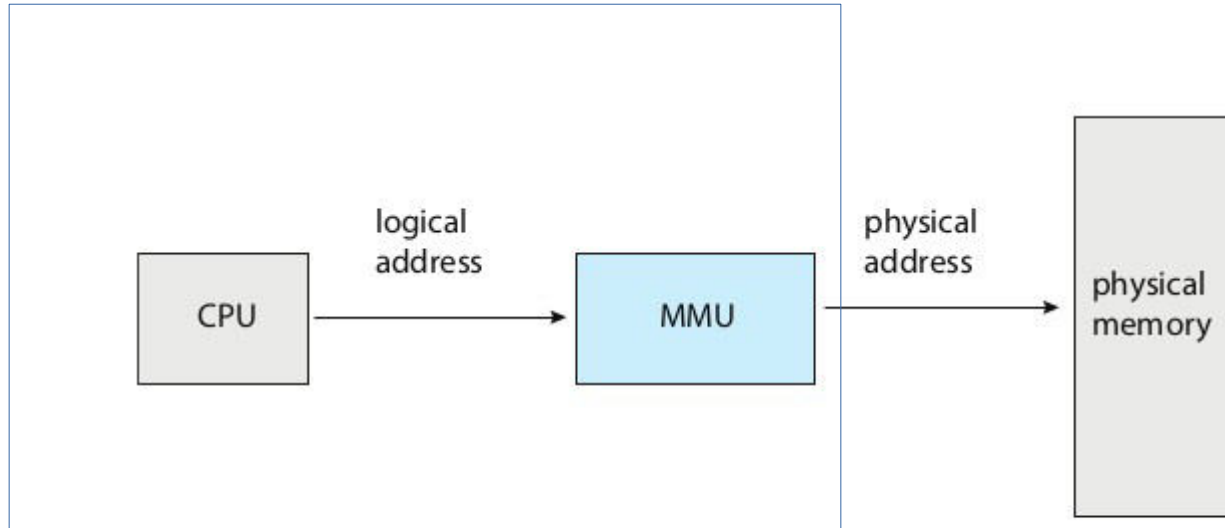 logical
address
physical
address
CPU
MMU
physical
memory